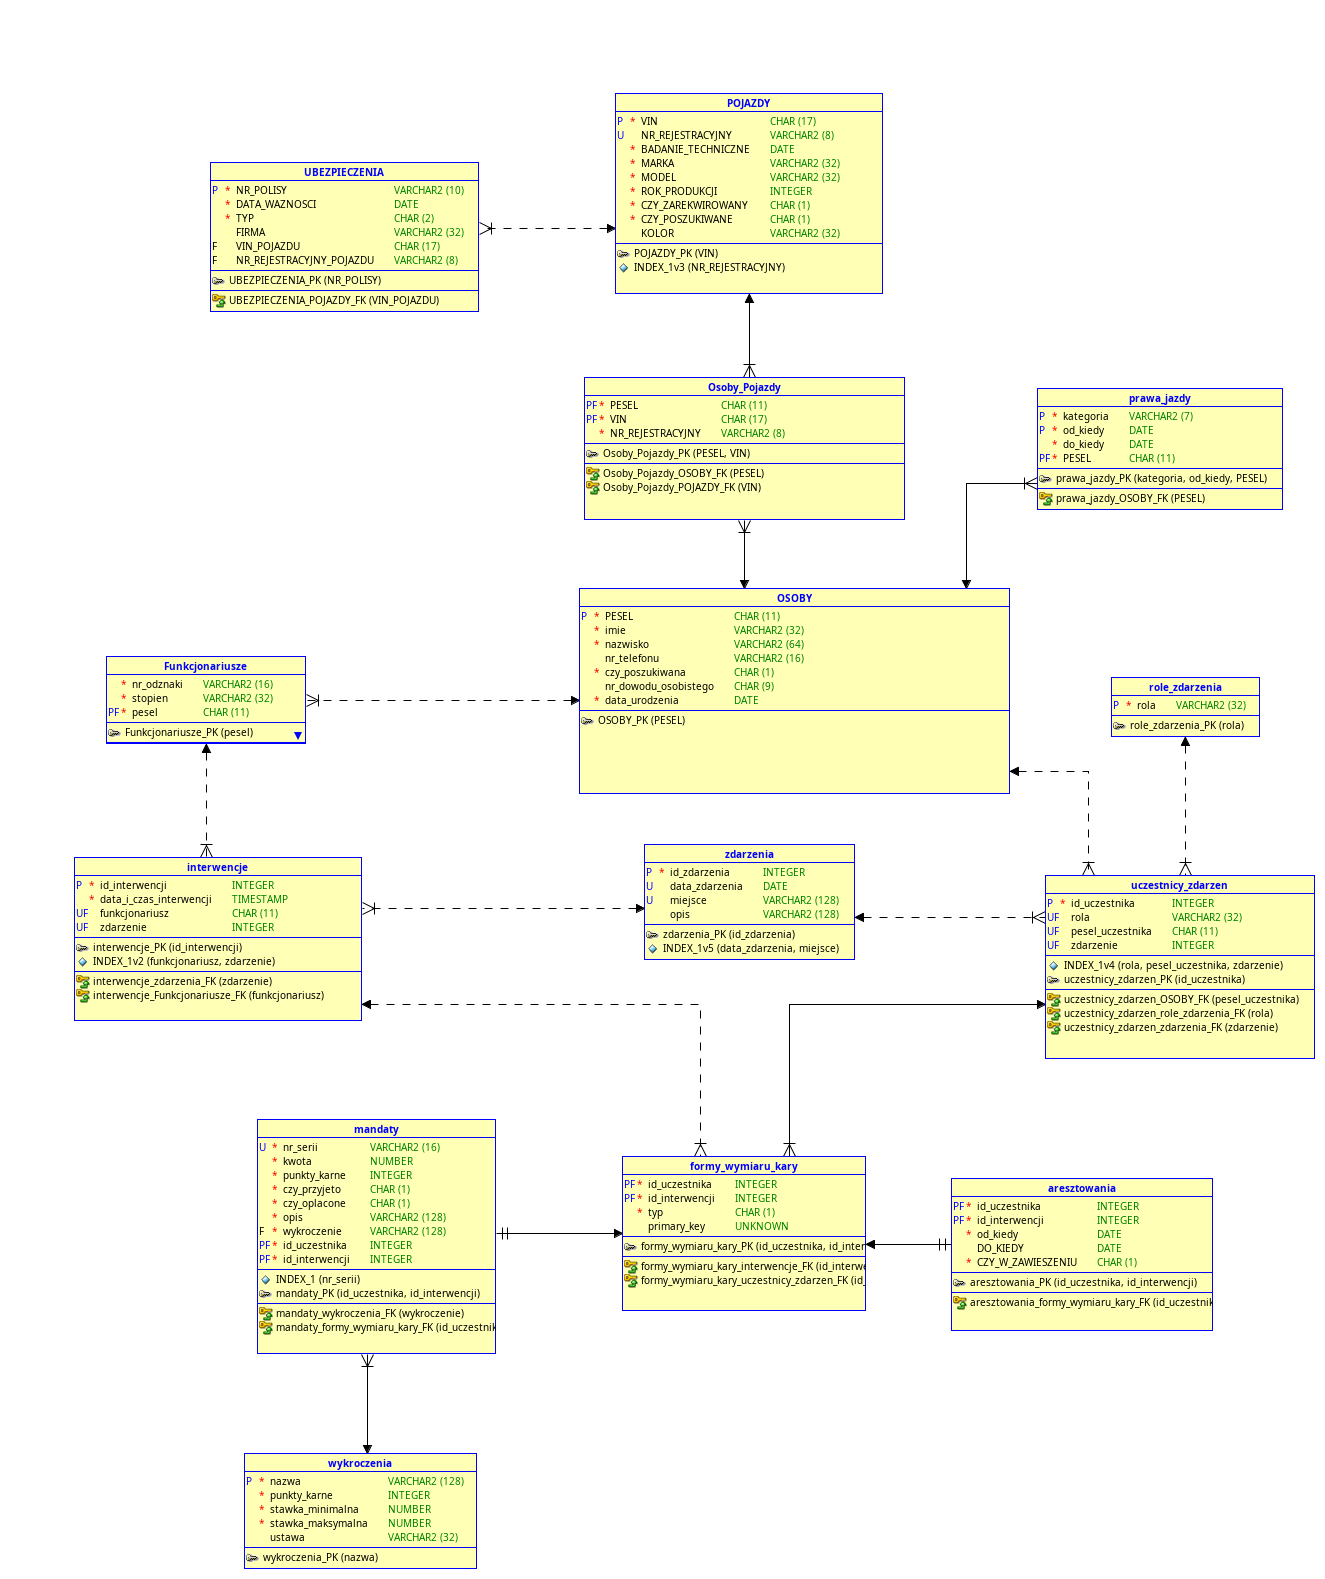 POJAZDY
P * VIN CHAR (17)
U NR_REJESTRACYJNY VARCHAR2 (8)
* BADANIE_TECHNICZNE DATE
* MARKA VARCHAR2 (32)
* MODEL VARCHAR2 (32)
* ROK_PRODUKCJI INTEGER
* CZY_ZAREKWIROWANY CHAR (1)
* CZY_POSZUKIWANE CHAR (1)
KOLOR VARCHAR2 (32)
POJAZDY_PK (VIN)
INDEX_1v3 (NR_REJESTRACYJNY)
UBEZPIECZENIA
P * NR_POLISY VARCHAR2 (10)
* DATA_WAZNOSCI DATE
* TYP CHAR (2)
FIRMA VARCHAR2 (32)
F VIN_POJAZDU CHAR (17)
F NR_REJESTRACYJNY_POJAZDU VARCHAR2 (8)
UBEZPIECZENIA_PK (NR_POLISY)
UBEZPIECZENIA_POJAZDY_FK (VIN_POJAZDU)
Osoby_Pojazdy
PF * PESEL CHAR (11)
PF * VIN CHAR (17)
* NR_REJESTRACYJNY VARCHAR2 (8)
Osoby_Pojazdy_PK (PESEL, VIN)
Osoby_Pojazdy_OSOBY_FK (PESEL)
Osoby_Pojazdy_POJAZDY_FK (VIN)
prawa_jazdy
P * kategoria VARCHAR2 (7)
P * od_kiedy DATE
* do_kiedy DATE
PF * PESEL CHAR (11)
prawa_jazdy_PK (kategoria, od_kiedy, PESEL)
prawa_jazdy_OSOBY_FK (PESEL)
OSOBY
P * PESEL CHAR (11)
* imie VARCHAR2 (32)
* nazwisko VARCHAR2 (64)
nr_telefonu VARCHAR2 (16)
* czy_poszukiwana CHAR (1)
nr_dowodu_osobistego CHAR (9)
* data_urodzenia DATE
OSOBY_PK (PESEL)
Funkcjonariusze
* nr_odznaki VARCHAR2 (16)
* stopien VARCHAR2 (32)
PF * pesel CHAR (11)
Funkcjonariusze_PK (pesel)
role_zdarzenia
P * rola VARCHAR2 (32)
role_zdarzenia_PK (rola)
interwencje
P * id_interwencji INTEGER
* data_i_czas_interwencji TIMESTAMP
UF funkcjonariusz CHAR (11)
UF zdarzenie INTEGER
interwencje_PK (id_interwencji)
INDEX_1v2 (funkcjonariusz, zdarzenie)
interwencje_zdarzenia_FK (zdarzenie)
interwencje_Funkcjonariusze_FK (funkcjonariusz)
zdarzenia
P * id_zdarzenia INTEGER
U data_zdarzenia DATE
U miejsce VARCHAR2 (128)
opis VARCHAR2 (128)
zdarzenia_PK (id_zdarzenia)
INDEX_1v5 (data_zdarzenia, miejsce)
uczestnicy_zdarzen
P * id_uczestnika INTEGER
UF rola VARCHAR2 (32)
UF pesel_uczestnika CHAR (11)
UF zdarzenie INTEGER
INDEX_1v4 (rola, pesel_uczestnika, zdarzenie)
uczestnicy_zdarzen_PK (id_uczestnika)
uczestnicy_zdarzen_OSOBY_FK (pesel_uczestnika)
uczestnicy_zdarzen_role_zdarzenia_FK (rola)
uczestnicy_zdarzen_zdarzenia_FK (zdarzenie)
mandaty
U * nr_serii VARCHAR2 (16)
* kwota NUMBER
* punkty_karne INTEGER
* czy_przyjeto CHAR (1)
* czy_oplacone CHAR (1)
* opis VARCHAR2 (128)
F * wykroczenie VARCHAR2 (128)
PF * id_uczestnika INTEGER
PF * id_interwencji INTEGER
INDEX_1 (nr_serii)
mandaty_PK (id_uczestnika, id_interwencji)
mandaty_wykroczenia_FK (wykroczenie)
mandaty_formy_wymiaru_kary_FK (id_uczestnik
formy_wymiaru_kary
PF * id_uczestnika INTEGER
PF * id_interwencji INTEGER
* typ CHAR (1)
primary_key UNKNOWN
formy_wymiaru_kary_PK (id_uczestnika, id_inter
formy_wymiaru_kary_interwencje_FK (id_interwe
formy_wymiaru_kary_uczestnicy_zdarzen_FK (id_
aresztowania
PF * id_uczestnika INTEGER
PF * id_interwencji INTEGER
* od_kiedy DATE
DO_KIEDY DATE
* CZY_W_ZAWIESZENIU CHAR (1)
aresztowania_PK (id_uczestnika, id_interwencji)
aresztowania_formy_wymiaru_kary_FK (id_uczestnik
wykroczenia
P * nazwa VARCHAR2 (128)
* punkty_karne INTEGER
* stawka_minimalna NUMBER
* stawka_maksymalna NUMBER
ustawa VARCHAR2 (32)
wykroczenia_PK (nazwa)